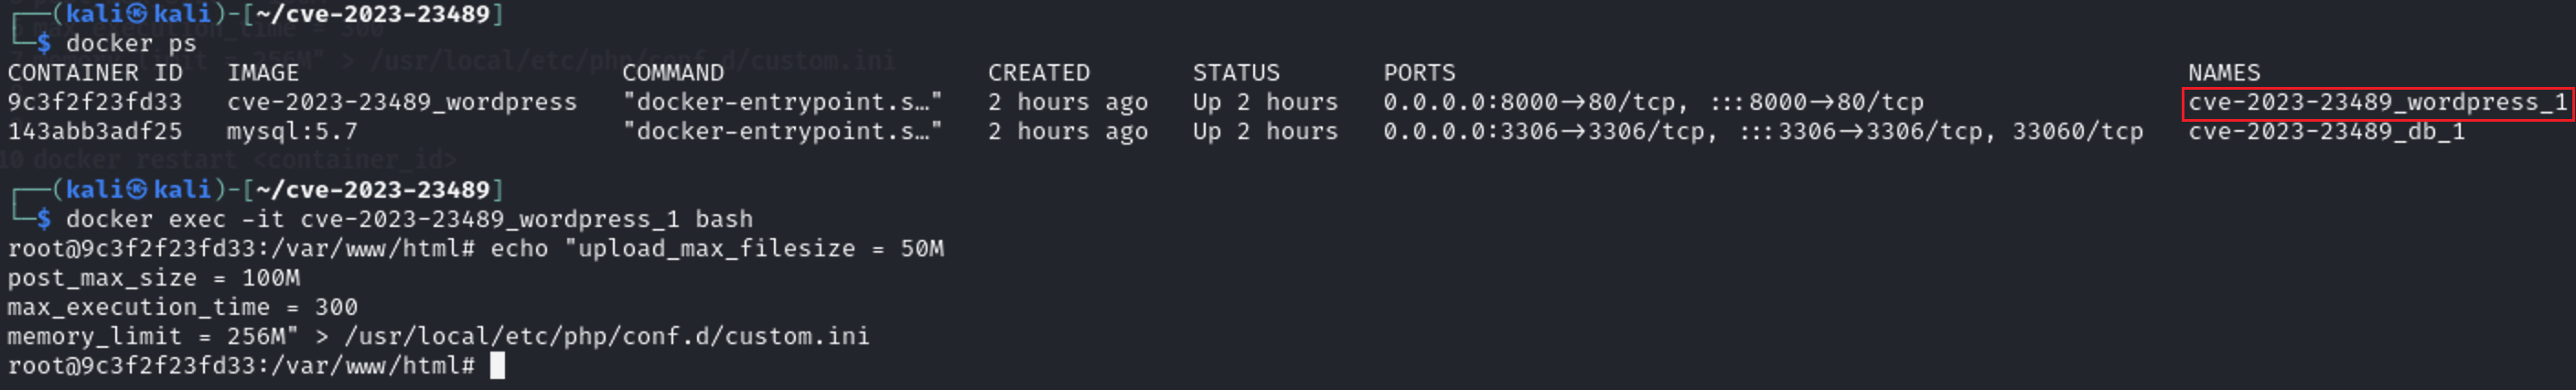 ┌──(kali㉿kali)-[~/cve-2023-23489]
└─$ docker ps
CONTAINER ID   IMAGE                      COMMAND                  CREATED       STATUS       PORTS                                                  NAMES
9c3f2f23fd33   cve-2023-23489_wordpress   "docker-entrypoint.s…"   2 hours ago   Up 2 hours   0.0.0.0:8000→80/tcp, :::8000→80/tcp                  cve-2023-23489_wordpress_1
143abb3adf25   mysql:5.7                  "docker-entrypoint.s…"   2 hours ago   Up 2 hours   0.0.0.0:3306→3306/tcp, :::3306→3306/tcp, 33060/tcp   cve-2023-23489_db_1
10 docker restart <container_id>
┌──(kali㉿kali)-[~/cve-2023-23489]
└─$ docker exec -it cve-2023-23489_wordpress_1 bash
root@9c3f2f23fd33:/var/www/html# echo "upload_max_filesize = 50M
post_max_size = 100M
max_execution_time = 300
memory_limit = 256M" > /usr/local/etc/php/conf.d/custom.ini
root@9c3f2f23fd33:/var/www/html#